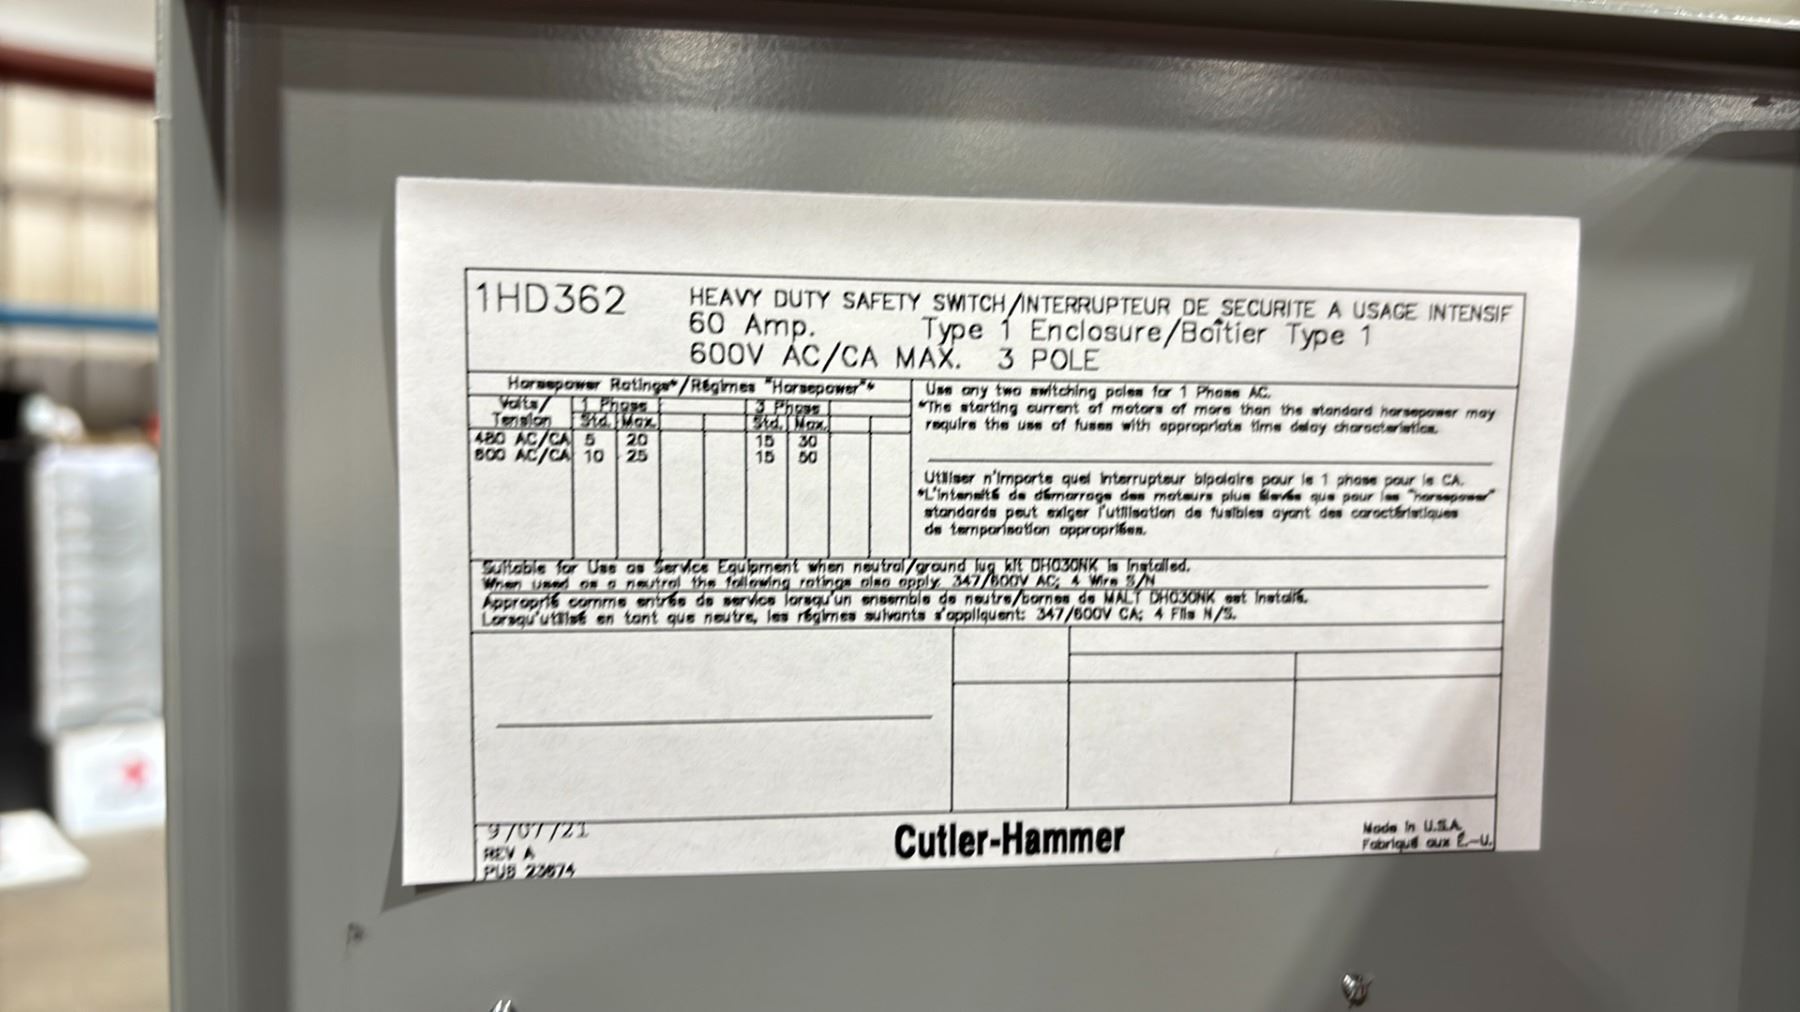 1HD362
HEAVY DUTY SAFETY SWITCH/INTERRUPTEUR DE SECURITE A USAGE INTENSIF
60 Amp. Type 1 Enclosure/Boîtier Type 1
600V AC/CA MAX. 3 POLE
Horsepower Ratings*/Régimes "Horsepower"*
Volts/ 1 Phase 3 Phase
Tension Std. Max. Std. Max.
480 AC/CA 5 20 15 30
600 AC/CA 10 25 15 50
Use any two switching poles for 1 Phase AC.
*The starting current of motors of more than the standard horsepower may
require the use of fuses with appropriate time delay characteristics.
Utiliser n'importe quel interrupteur bipolaire pour le 1 phase pour le CA.
*L'intensité de démarrage des moteurs plus élevés que pour les "horsepower"
standards peut exiger l'utilisation de fusibles ayant des caractéristiques
de temporisation appropriées.
Suitable for Use as Service Equipment when neutral/ground lug kit DH030NK is installed.
When used as a neutral the following ratings also apply: 347/600V AC; 4 Wire S/N
Approprié comme entrée de service lorsqu'un ensemble de neutre/bornes de MALT DH030NK est installé.
Lorsqu'utilisé en tant que neutre, les régimes suivants s'appliquent: 347/600V CA; 4 Fils N/S.
9/07/21
REV A
PUB 23674
Cutler-Hammer
Made in U.S.A.
Fabriqué aux É.-U.